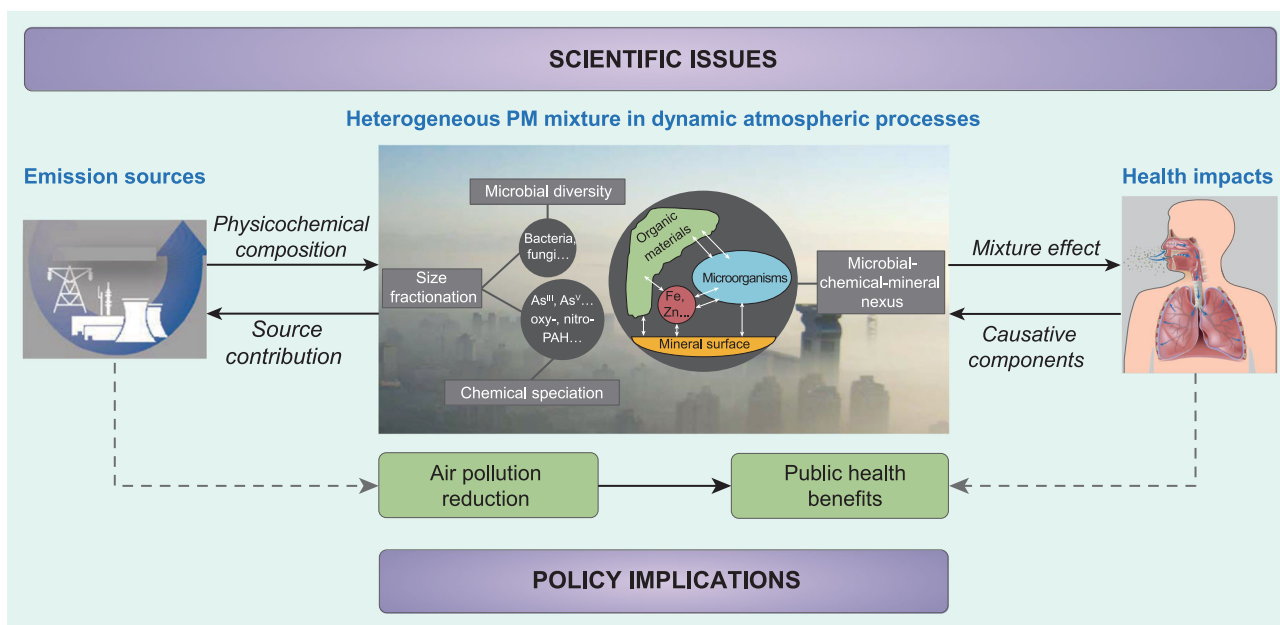 SCIENTIFIC ISSUES
Heterogeneous PM mixture in dynamic atmospheric processes
Emission sources
Health impacts
Physicochemical
composition
Source
contribution
Microbial diversity
Bacteria,
fungi…
Size
fractionation
Asᴵᴵᴵ, Asⱽ…
oxy-, nitro-
PAH…
Chemical speciation
Organic
materials
Microorganisms
Fe,
Zn...
Mineral surface
Microbial-
chemical-mineral
nexus
Mixture effect
Causative
components
Air pollution
reduction
Public health
benefits
POLICY IMPLICATIONS